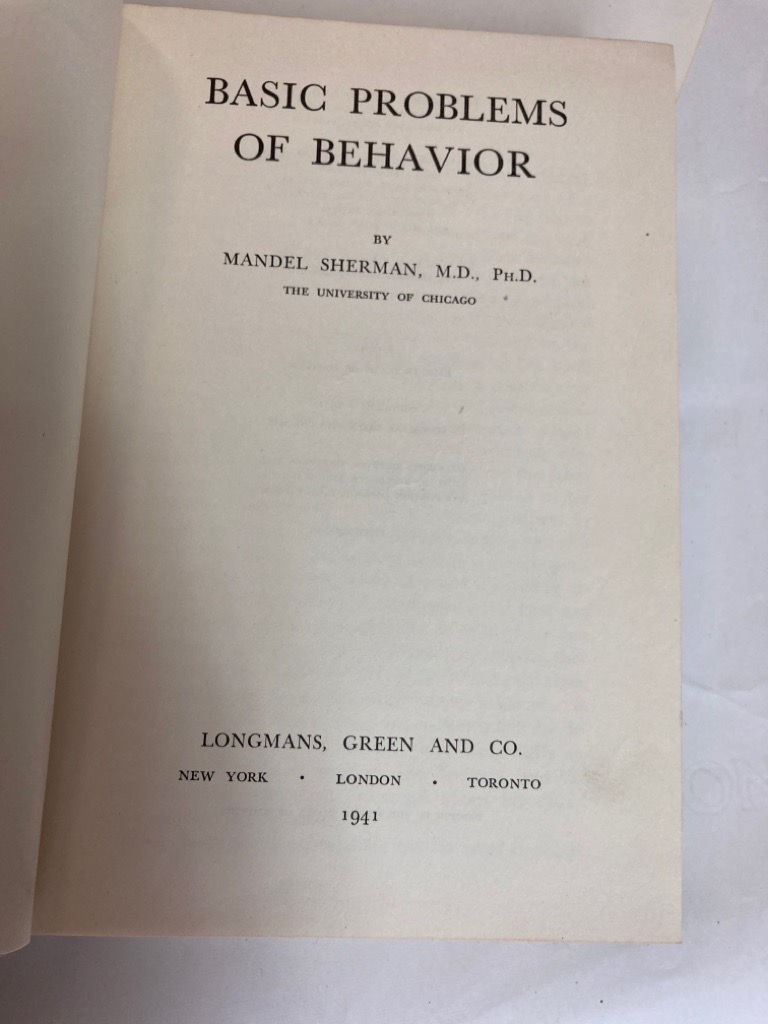 BASIC PROBLEMS
OF BEHAVIOR
BY
MANDEL SHERMAN, M.D., PH.D.
THE UNIVERSITY OF CHICAGO
LONGMANS, GREEN AND CO.
NEW YORK · LONDON · TORONTO
1941